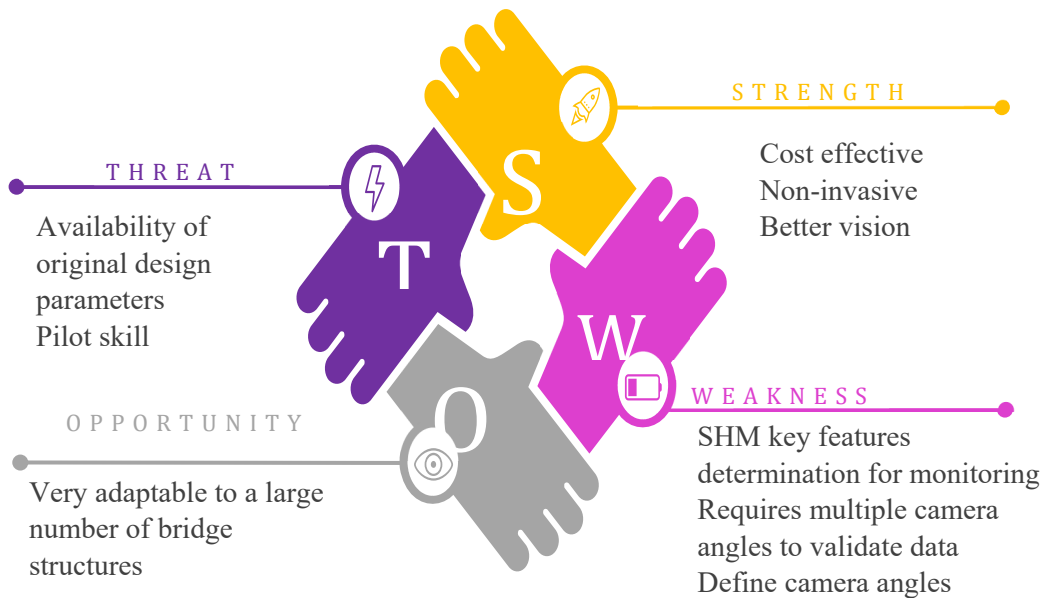 STRENGTH
Cost effective
Non-invasive
Better vision
S
THREAT
Availability of
original design
parameters
Pilot skill
T
W
WEAKNESS
SHM key features
determination for monitoring
Requires multiple camera
angles to validate data
Define camera angles
O
OPPORTUNITY
Very adaptable to a large
number of bridge
structures